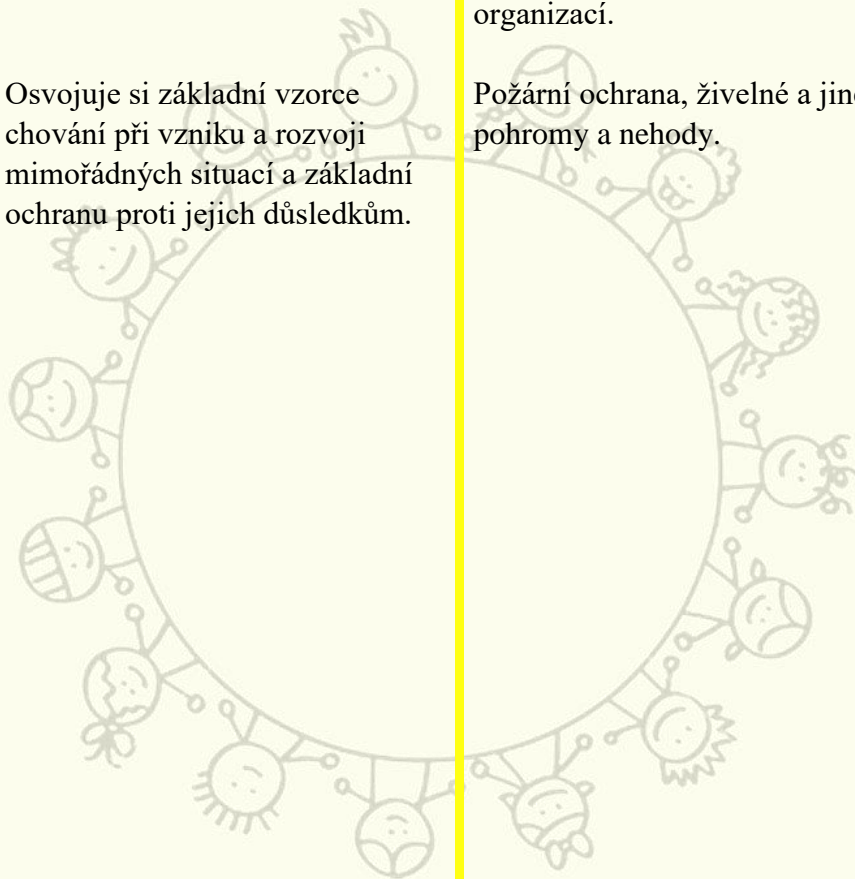 organizací.
Osvojuje si základní vzorce
chování při vzniku a rozvoji
mimořádných situací a základní
ochranu proti jejich důsledkům.
Požární ochrana, živelné a
pohromy a nehody.